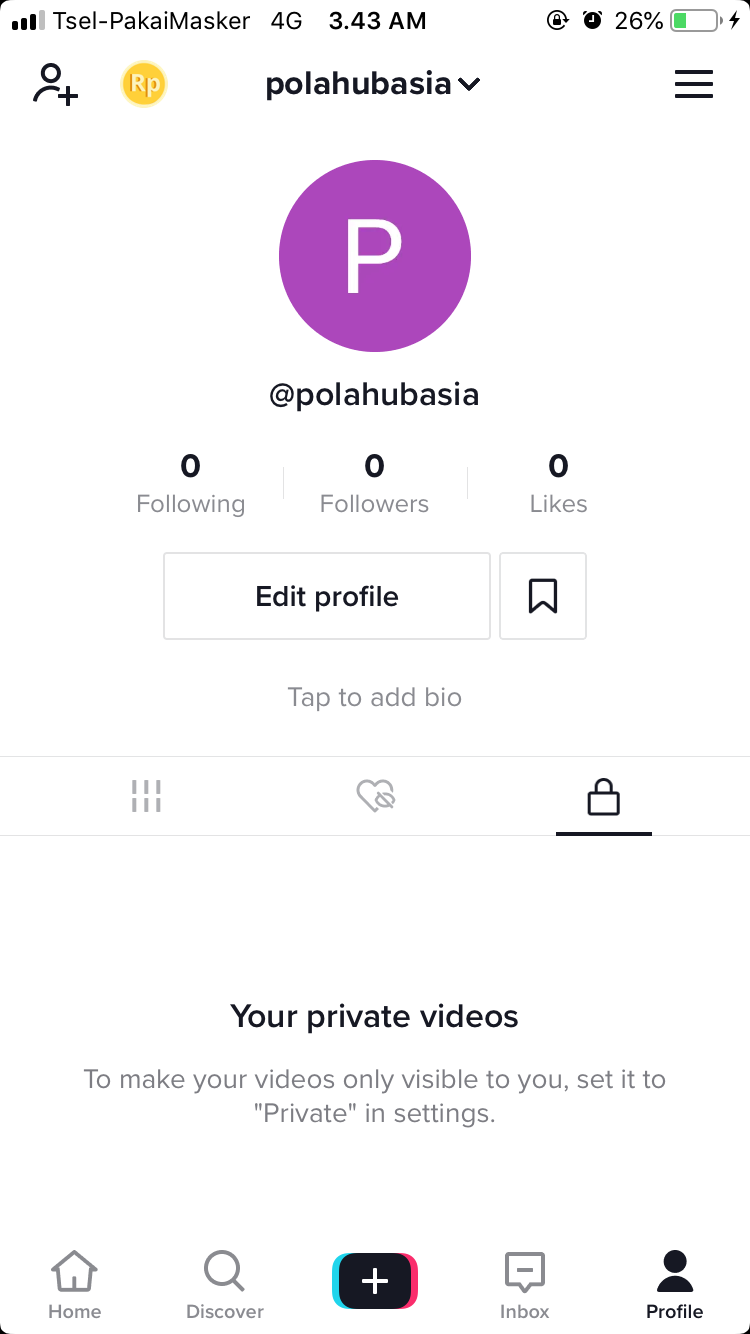 Tsel-PakaiMasker 4G 3.43 AM 26%
Rp polahubasia
P
@polahubasia
0 0 0
Following Followers Likes
Edit profile
Tap to add bio
Your private videos
To make your videos only visible to you, set it to
"Private" in settings.
Home Discover Inbox Profile